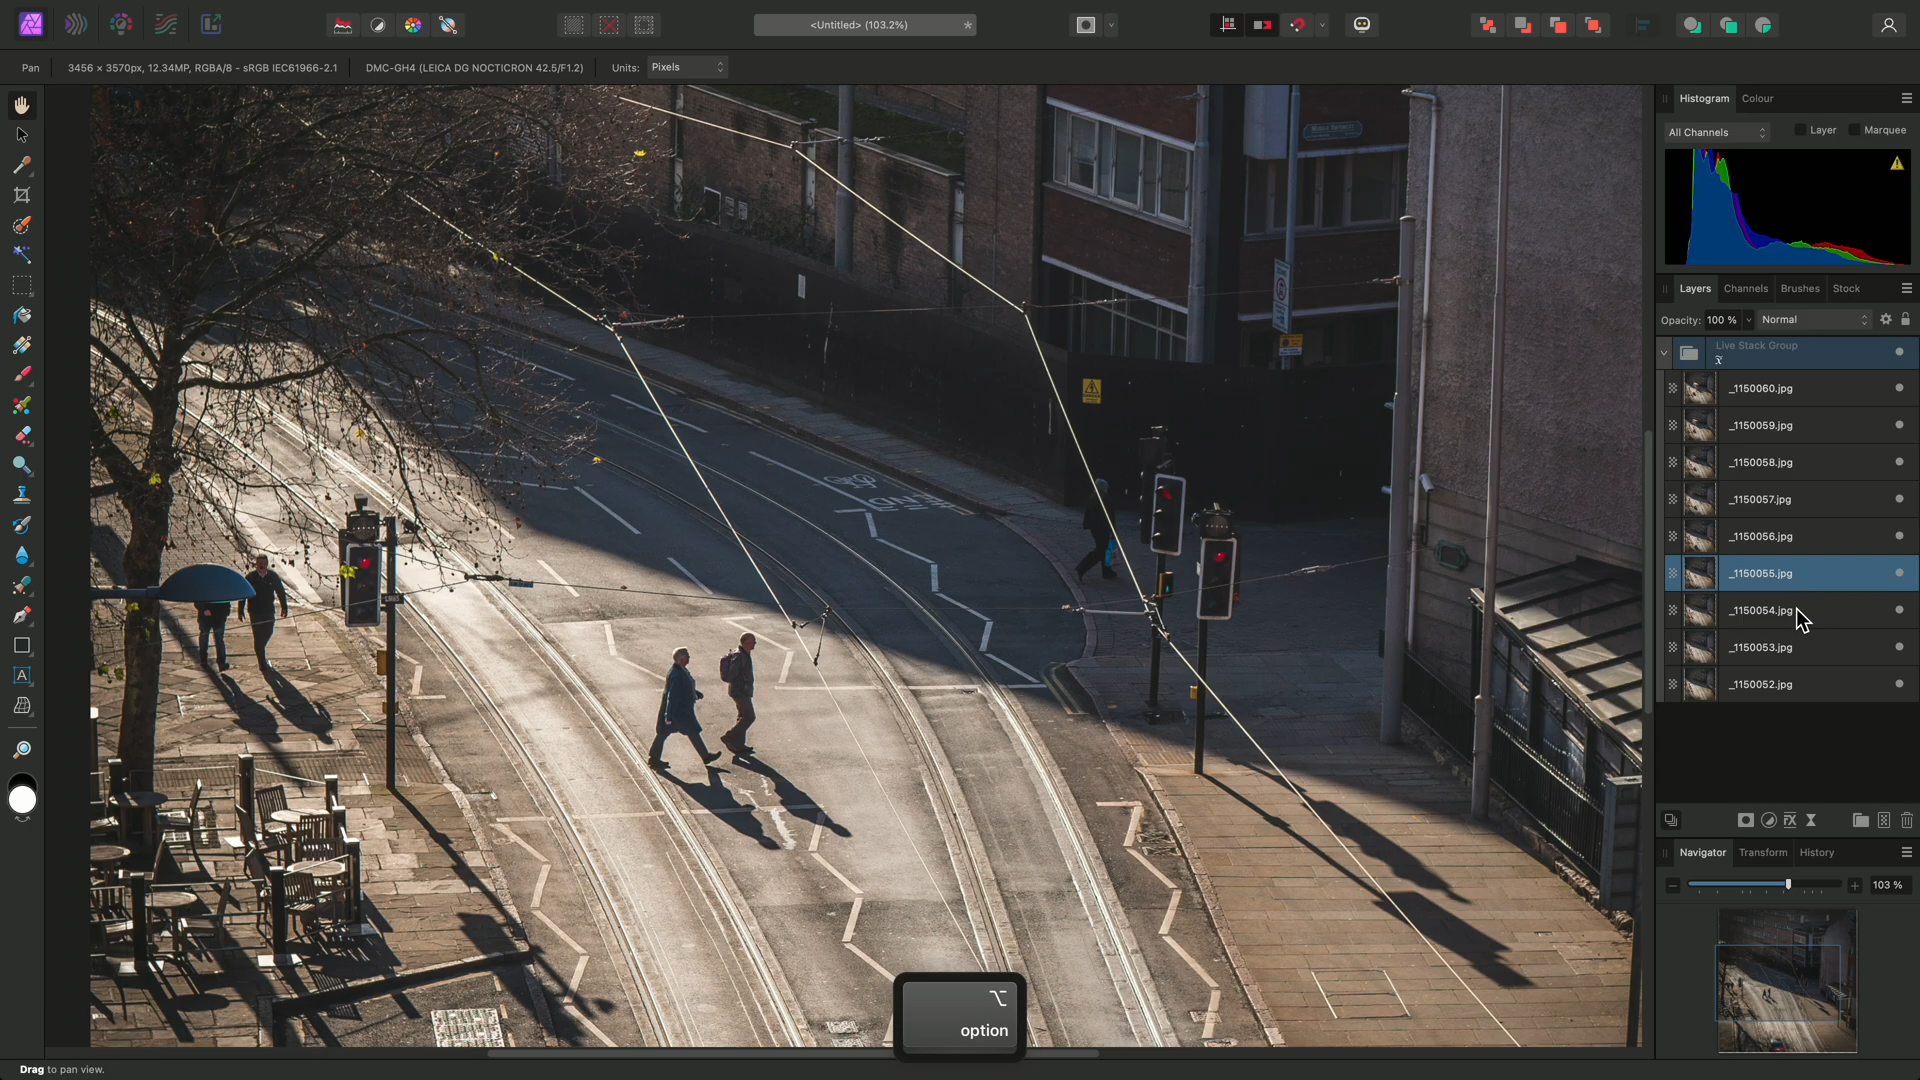 <Untitled> (103.2%)
*
Pan
3456 × 3570px, 12.34MP, RGBA/8 - sRGB IEC61966-2.1
DMC-GH4 (LEICA DG NOCTICRON 42.5/F1.2)
Units:
Pixels
Histogram
Colour
All Channels
Layer
Marquee
Layers
Channels
Brushes
Stock
Opacity:
100 %
Normal
Live Stack Group
_1150060.jpg
_1150059.jpg
_1150058.jpg
_1150057.jpg
_1150056.jpg
_1150055.jpg
_1150054.jpg
_1150053.jpg
_1150052.jpg
Navigator
Transform
History
103 %
A
FX
option
Drag to pan view.